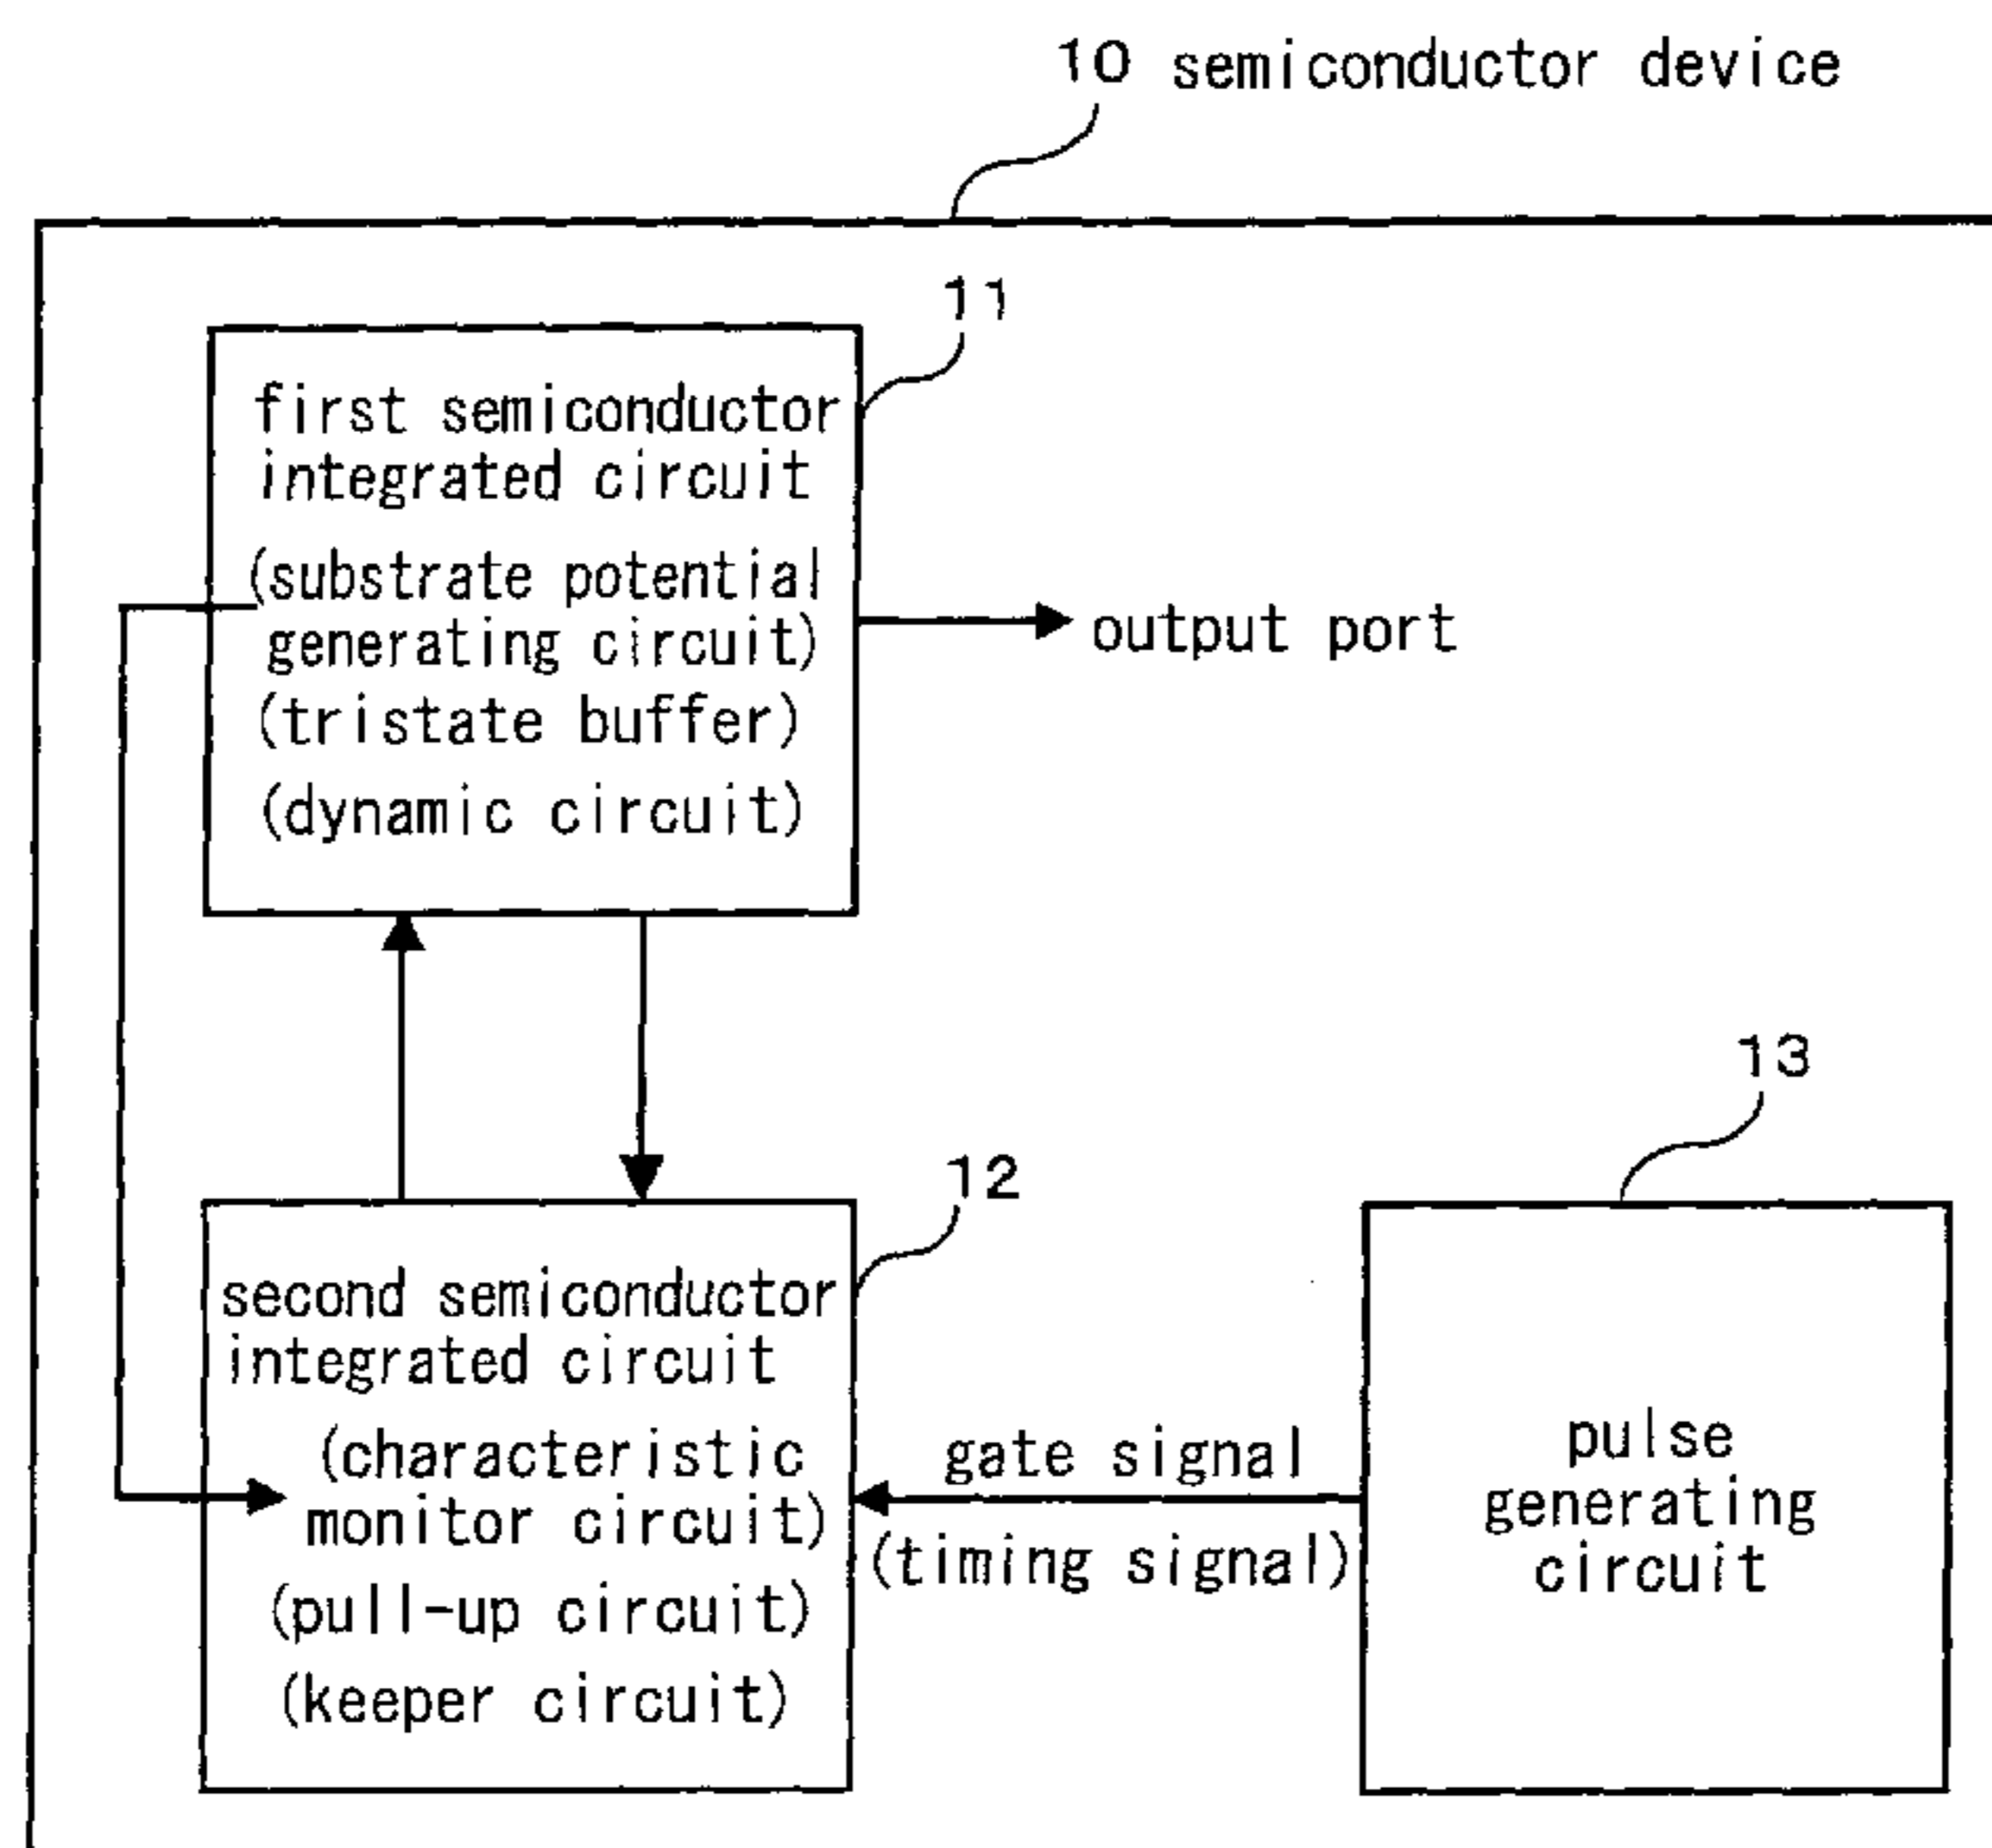 10 semiconductor device
11
first semiconductor
integrated circuit
(substrate potential
generating circuit)
(tristate buffer)
(dynamic circuit)
output port
12
second semiconductor
integrated circuit
(characteristic
monitor circuit)
(pull-up circuit)
(keeper circuit)
gate signal
(timing signal)
13
pulse
generating
circuit